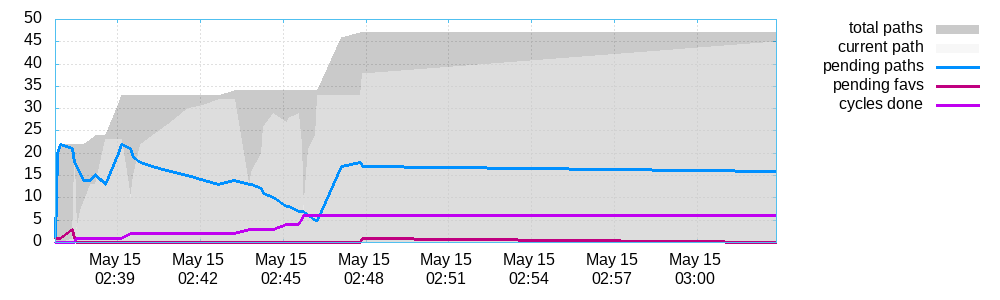 50
45
40
35
30
25
20
15
10
5
0
May 15 02:39
May 15 02:42
May 15 02:45
May 15 02:48
May 15 02:51
May 15 02:54
May 15 02:57
May 15 03:00
total paths
current path
pending paths
pending favs
cycles done